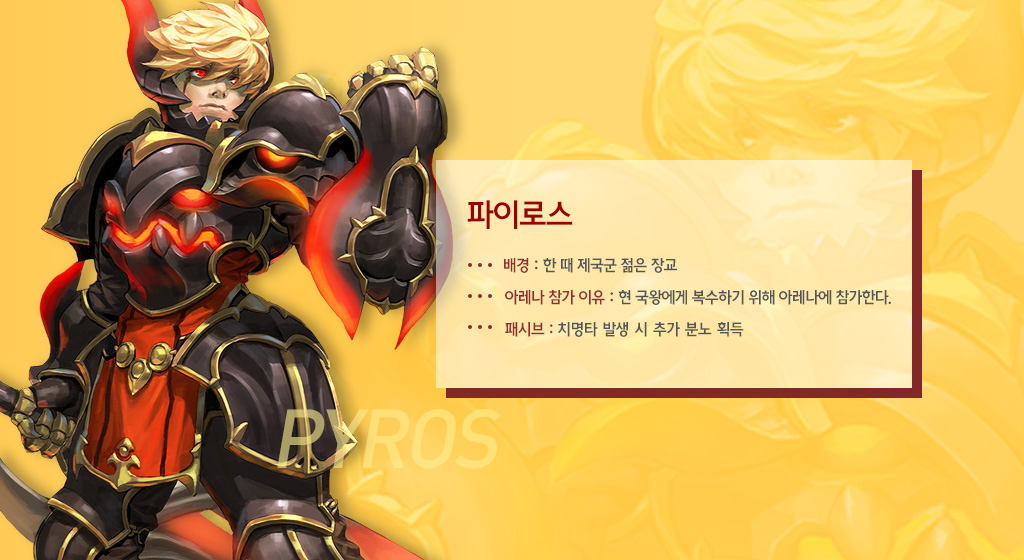 파이로스
••• 배경 : 한 때 제국군 젊은 장교
••• 아레나 참가 이유 : 현 국왕에게 복수하기 위해 아레나에 참가한다.
••• 패시브 : 치명타 발생 시 추가 분노 획득
PYROS